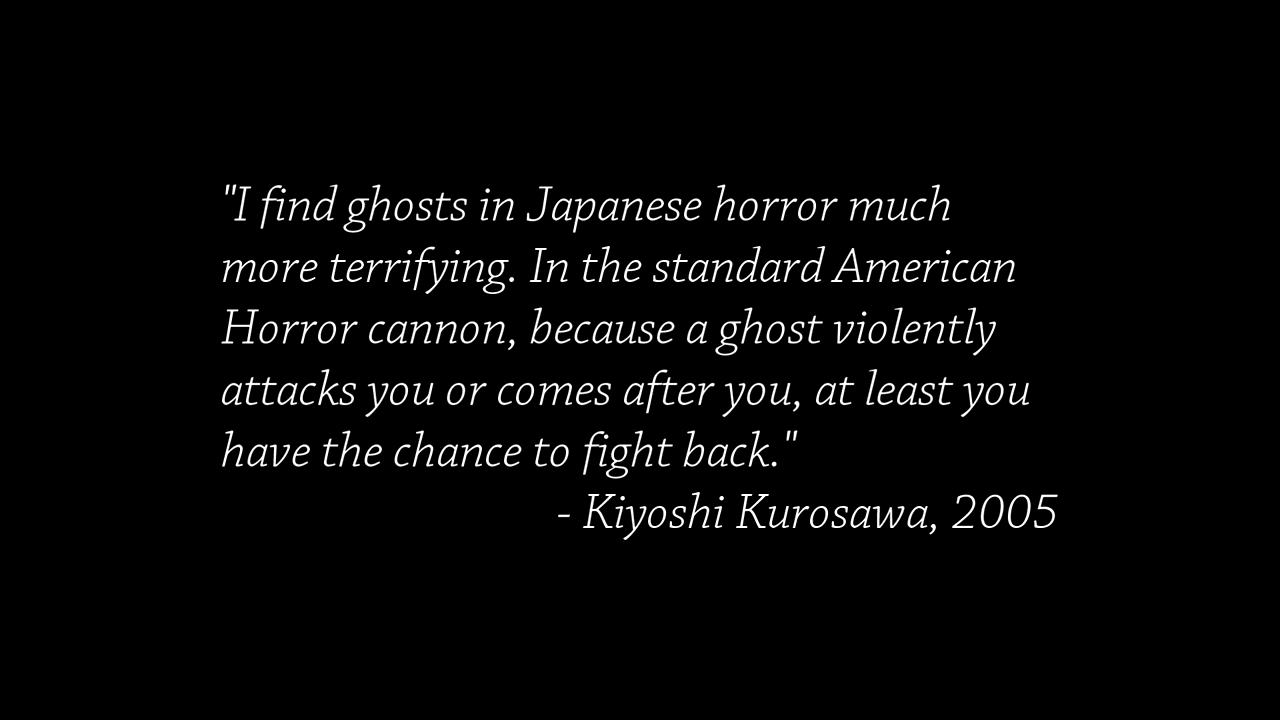 "I find ghosts in Japanese horror much
more terrifying. In the standard American
Horror cannon, because a ghost violently
attacks you or comes after you, at least you
have the chance to fight back."
- Kiyoshi Kurosawa, 2005